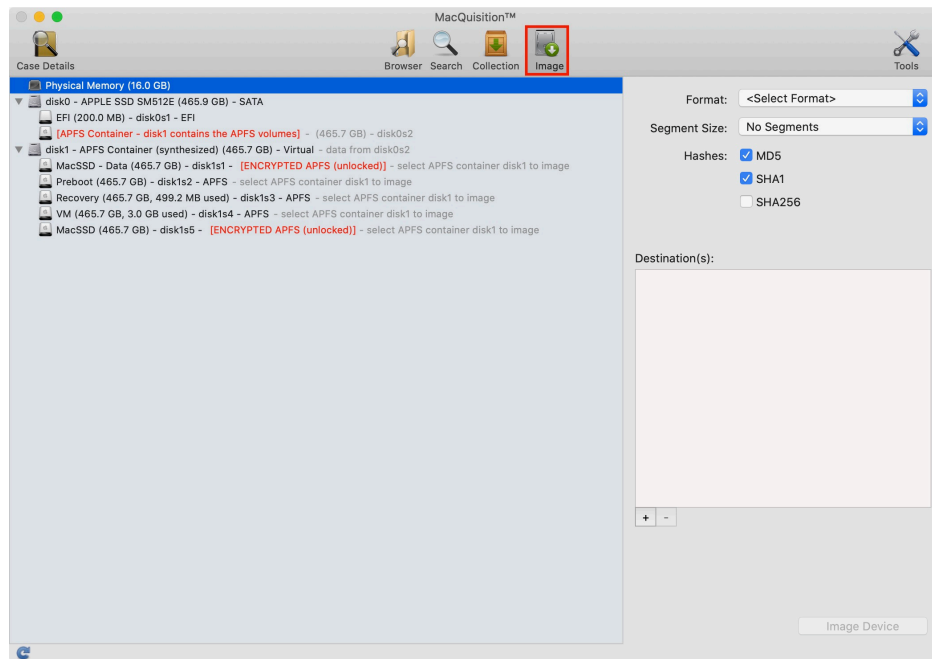 MacQuisition™
Case Details
Browser Search Collection Image
Tools
Physical Memory (16.0 GB)
disk0 - APPLE SSD SM512E (465.9 GB) - SATA
EFI (200.0 MB) - disk0s1 - EFI
[APFS Container - disk1 contains the APFS volumes] - (465.7 GB) - disk0s2
disk1 - APFS Container (synthesized) (465.7 GB) - Virtual - data from disk0s2
MacSSD - Data (465.7 GB) - disk1s1 - [ENCRYPTED APFS (unlocked)] - select APFS container disk1 to image
Preboot (465.7 GB) - disk1s2 - APFS - select APFS container disk1 to image
Recovery (465.7 GB, 499.2 MB used) - disk1s3 - APFS - select APFS container disk1 to image
VM (465.7 GB, 3.0 GB used) - disk1s4 - APFS - select APFS container disk1 to image
MacSSD (465.7 GB) - disk1s5 - [ENCRYPTED APFS (unlocked)] - select APFS container disk1 to image
Format: <Select Format>
Segment Size: No Segments
Hashes: MD5
SHA1
SHA256
Destination(s):
+ -
Image Device